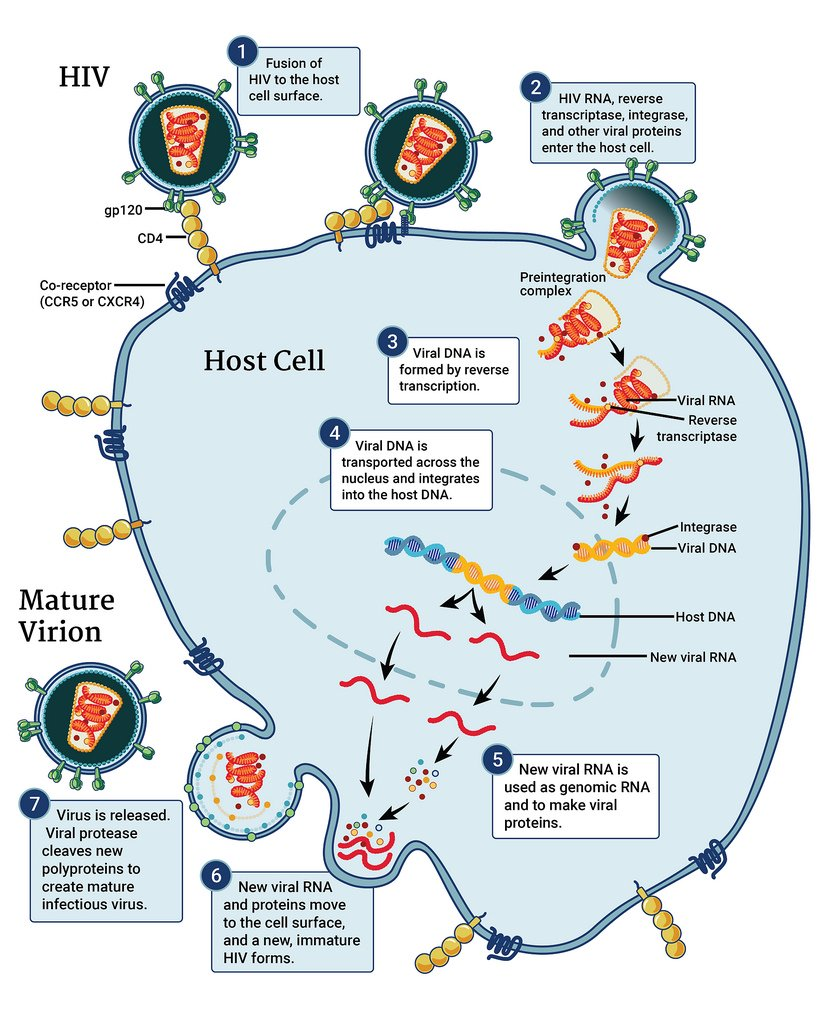 HIV
1
Fusion of
HIV to the host
cell surface.
2
HIV RNA, reverse
transcriptase, integrase,
and other viral proteins
enter the host cell.
gp120
CD4
Co-receptor
(CCR5 or CXCR4)
Preintegration
complex
Host Cell
3
Viral DNA is
formed by reverse
transcription.
Viral RNA
Reverse
transcriptase
4
Viral DNA is
transported across the
nucleus and integrates
into the host DNA.
Integrase
Viral DNA
Host DNA
New viral RNA
Mature
Virion
5
New viral RNA is
used as genomic RNA
and to make viral
proteins.
6
New viral RNA
and proteins move
to the cell surface,
and a new, immature
HIV forms.
7
Virus is released.
Viral protease
cleaves new
polyproteins to
create mature
infectious virus.